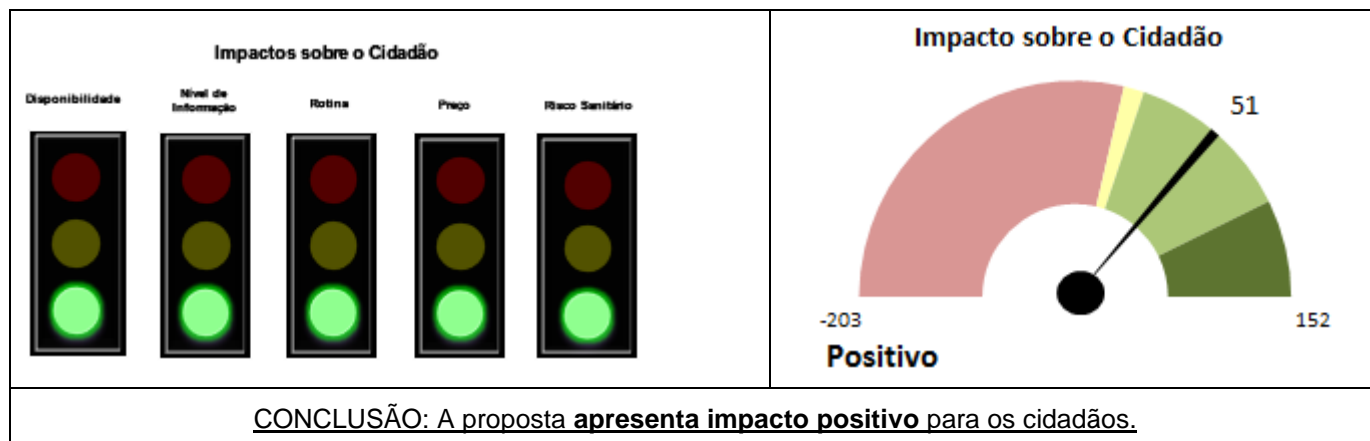 Impactos sobre o Cidadão
Disponibilidade
Nível de
Informação
Rotina
Preço
Risco Sanitário
Impacto sobre o Cidadão
51
-203
152
Positivo
CONCLUSÃO: A proposta apresenta impacto positivo para os cidadãos.